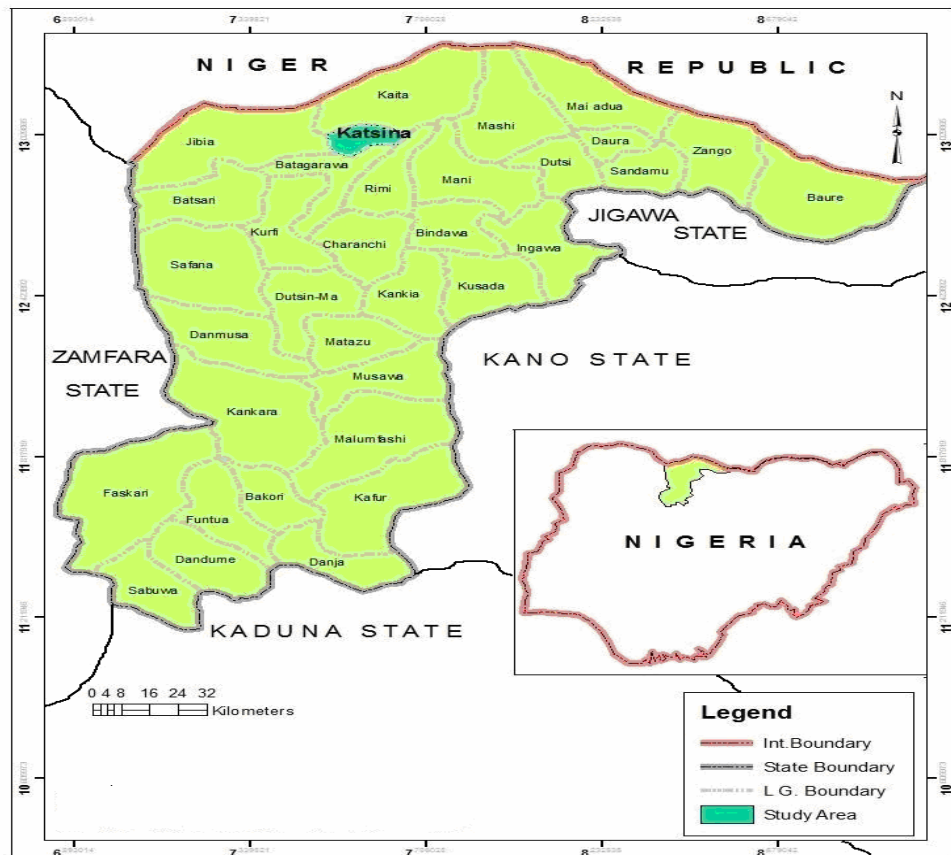 NIGER
REPUBLIC
N
Kaita
Mai adua
Katsina
Mashi
Jibia
Daura
Zango
Batagarawa
Dutsi
Rimi
Mani
Sandamu
Batsari
Baure
JIGAWA
STATE
Kurfi
Bindawa
Charanchi
Ingawa
Safana
Kusada
Dutsin-Ma
Kankia
Danmusa
Matazu
ZAMFARA
STATE
KANO STATE
Musawa
Kankara
Malumfashi
Faskari
Bakori
Kafur
Funtua
Dandume
Danja
Sabuwa
KADUNA STATE
NIGERIA
0 4 8 16 24 32
Kilometers
Legend
Int.Boundary
State Boundary
L G. Boundary
Study Area